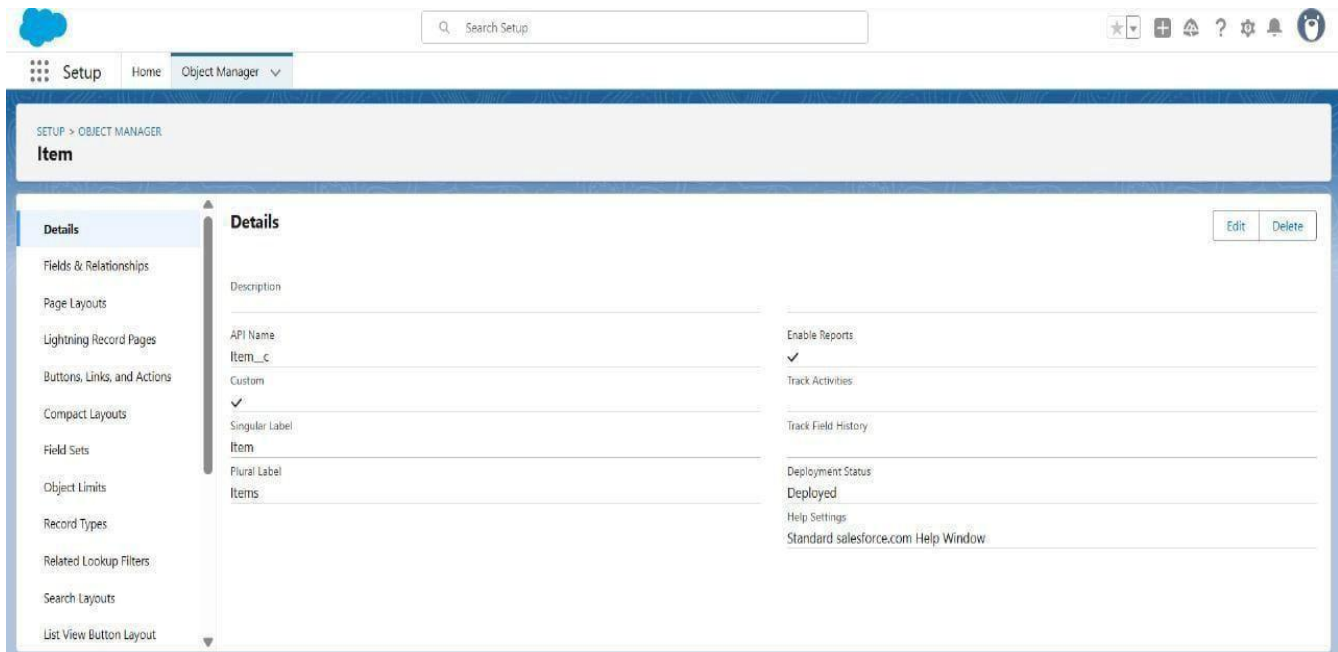 Search Setup
Setup
Home
Object Manager
SETUP > OBJECT MANAGER
Item
Details
Fields & Relationships
Page Layouts
Lightning Record Pages
Buttons, Links, and Actions
Compact Layouts
Field Sets
Object Limits
Record Types
Related Lookup Filters
Search Layouts
List View Button Layout
Details
Edit
Delete
Description
API Name
Item__c
Custom
Singular Label
Item
Plural Label
Items
Enable Reports
Track Activities
Track Field History
Deployment Status
Deployed
Help Settings
Standard salesforce.com Help Window